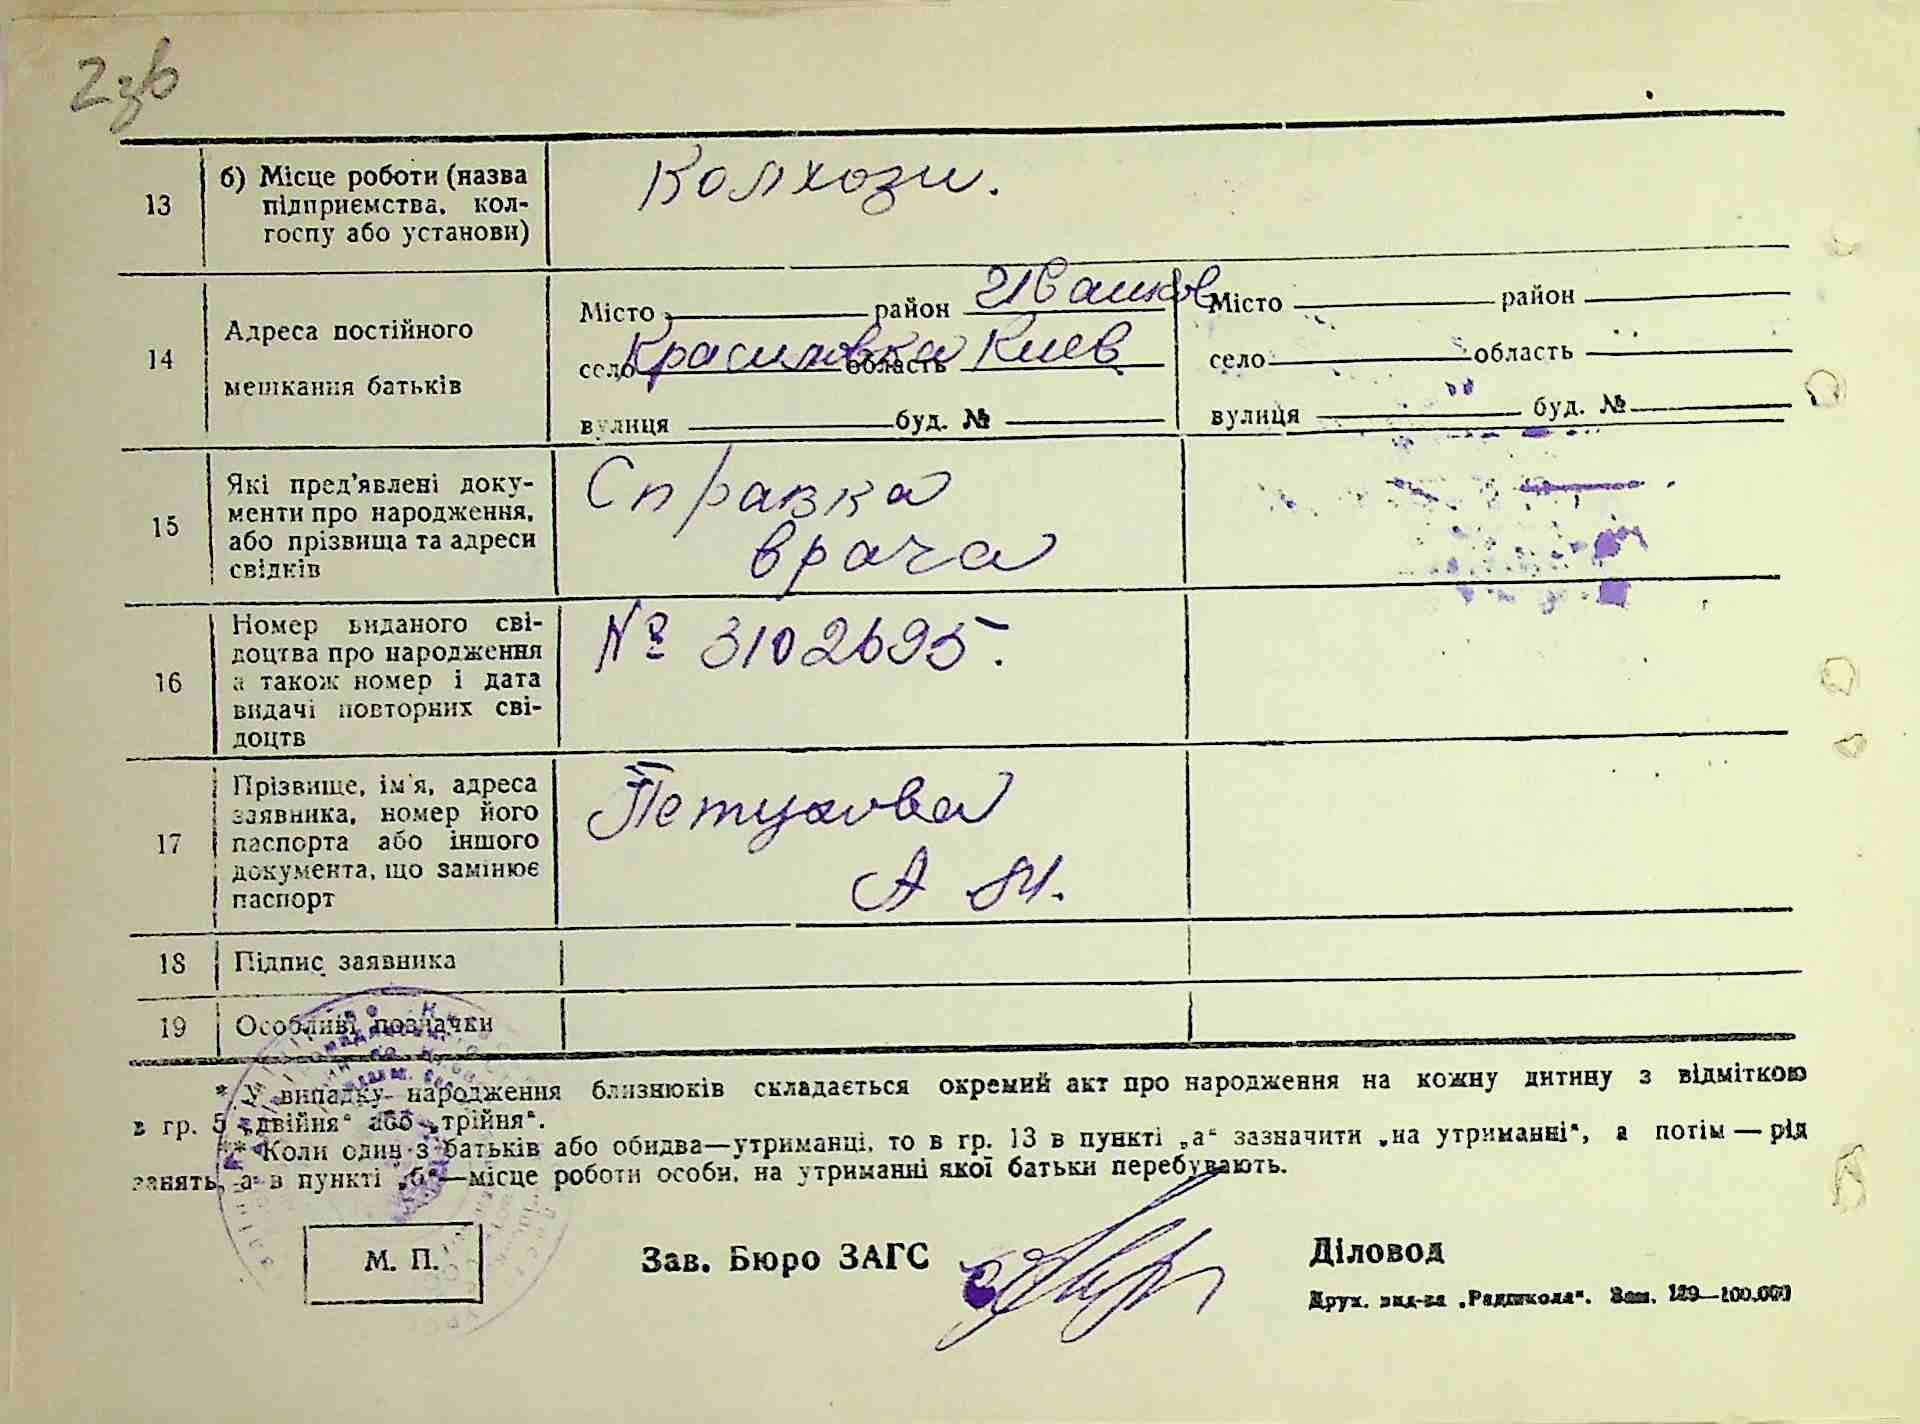 2зв
13
б) Місце роботи (назва
підприємства, кол-
госпу або установи)
Колхози.
14
Адреса постійного
мешкання батьків
Місто район Иванков
село Красиловка область Киев
вулиця буд. №
Місто район
село область
вулиця буд. №
15
Які пред'явлені доку-
менти про народження,
або прізвища та адреси
свідків
Справка
врача
16
Номер виданого сві-
доцтва про народження
а також номер і дата
видачі повторних сві-
доцтв
№ 3102695.
17
Прізвище, ім'я, адреса
заявника, номер його
паспорта або іншого
документа, що замінює
паспорт
Петухова
А
18
Підпис заявника
19
Особливі позначки
* У випадку народження близнюків складається окремий акт про народження на кожну дитину з відміткою
в гр. 5 „двійня“ або „трійня“.
** Коли один з батьків або обидва—утриманці, то в гр. 13 в пункті „а“ зазначити „на утриманні“, а потім — рід
занять, а в пункті „б“—місце роботи особи, на утриманні якої батьки перебувають.
М. П.
Зав. Бюро ЗАГС
Діловод
Друк. вид-ва „Радшкола“. Зам. 129—100.000